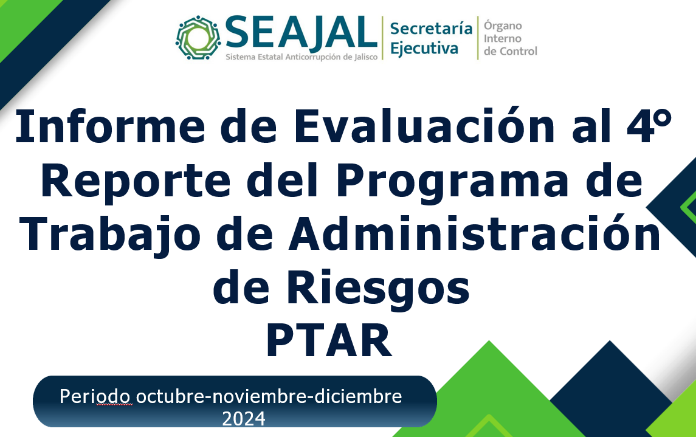 SEAJAL
Sistema Estatal Anticorrupción de Jalisco
Secretaría
Ejecutiva
Órgano
Interno
de Control
Informe de Evaluación al 4°
Reporte del Programa de
Trabajo de Administración
de Riesgos
PTAR
Periodo octubre-noviembre-diciembre
2024